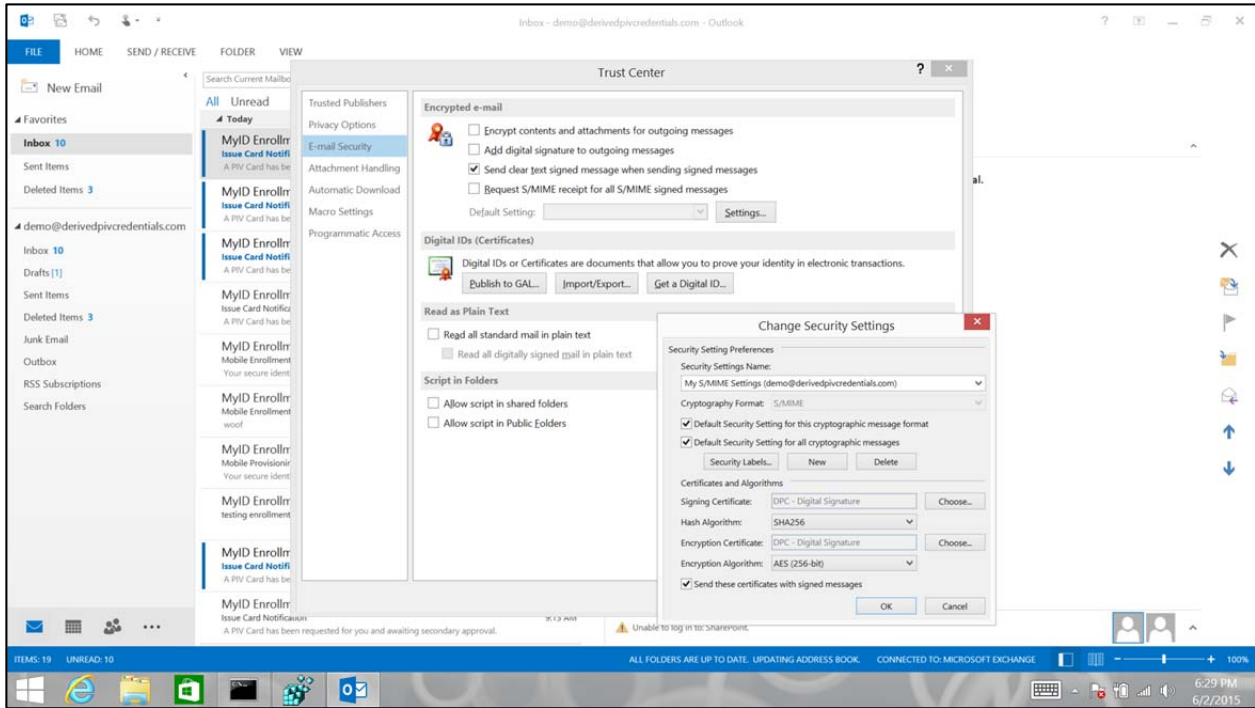 Inbox - demo@derivedpivcredentials.com - Outlook
FILE HOME SEND / RECEIVE FOLDER VIEW
New Email
Favorites
Inbox 10
Sent Items
Deleted Items 3
demo@derivedpivcredentials.com
Inbox 10
Drafts [1]
Sent Items
Deleted Items 3
Junk Email
Outbox
RSS Subscriptions
Search Folders
Search Current Mailbo
All Unread
Today
MyID Enrollm
Issue Card Notifi
A PIV Card has be
MyID Enrollm
Issue Card Notifi
A PIV Card has be
MyID Enrollm
Issue Card Notifi
A PIV Card has be
MyID Enrollm
Issue Card Notifica
A PIV Card has be
MyID Enrollm
Mobile Enrollment
Your secure ident
MyID Enrollm
Mobile Enrollment
woof
MyID Enrollm
Mobile Provisionin
Your secure ident
MyID Enrollm
testing enrollment
MyID Enrollm
Issue Card Notifi
A PIV Card has be
MyID Enrollm
Issue Card Notification 9:13 AM
A PIV Card has been requested for you and awaiting secondary approval.
Trust Center
?
Trusted Publishers
Privacy Options
E-mail Security
Attachment Handling
Automatic Download
Macro Settings
Programmatic Access
Encrypted e-mail
Encrypt contents and attachments for outgoing messages
Add digital signature to outgoing messages
Send clear text signed message when sending signed messages
Request S/MIME receipt for all S/MIME signed messages
Default Setting: Settings...
Digital IDs (Certificates)
Digital IDs or Certificates are documents that allow you to prove your identity in electronic transactions.
Publish to GAL... Import/Export... Get a Digital ID...
Read as Plain Text
Read all standard mail in plain text
Read all digitally signed mail in plain text
Script in Folders
Allow script in shared folders
Allow script in Public Folders
al.
Change Security Settings
Security Setting Preferences
Security Settings Name:
My S/MIME Settings (demo@derivedpivcredentials.com)
Cryptography Format: S/MIME
Default Security Setting for this cryptographic message format
Default Security Setting for all cryptographic messages
Security Labels... New Delete
Certificates and Algorithms
Signing Certificate: DPC - Digital Signature Choose...
Hash Algorithm: SHA256
Encryption Certificate: DPC - Digital Signature Choose...
Encryption Algorithm: AES (256-bit)
Send these certificates with signed messages
OK Cancel
Unable to log in to: SharePoint.
ITEMS: 19 UNREAD: 10 ALL FOLDERS ARE UP TO DATE. UPDATING ADDRESS BOOK. CONNECTED TO: MICROSOFT EXCHANGE 100%
6:29 PM
6/2/2015